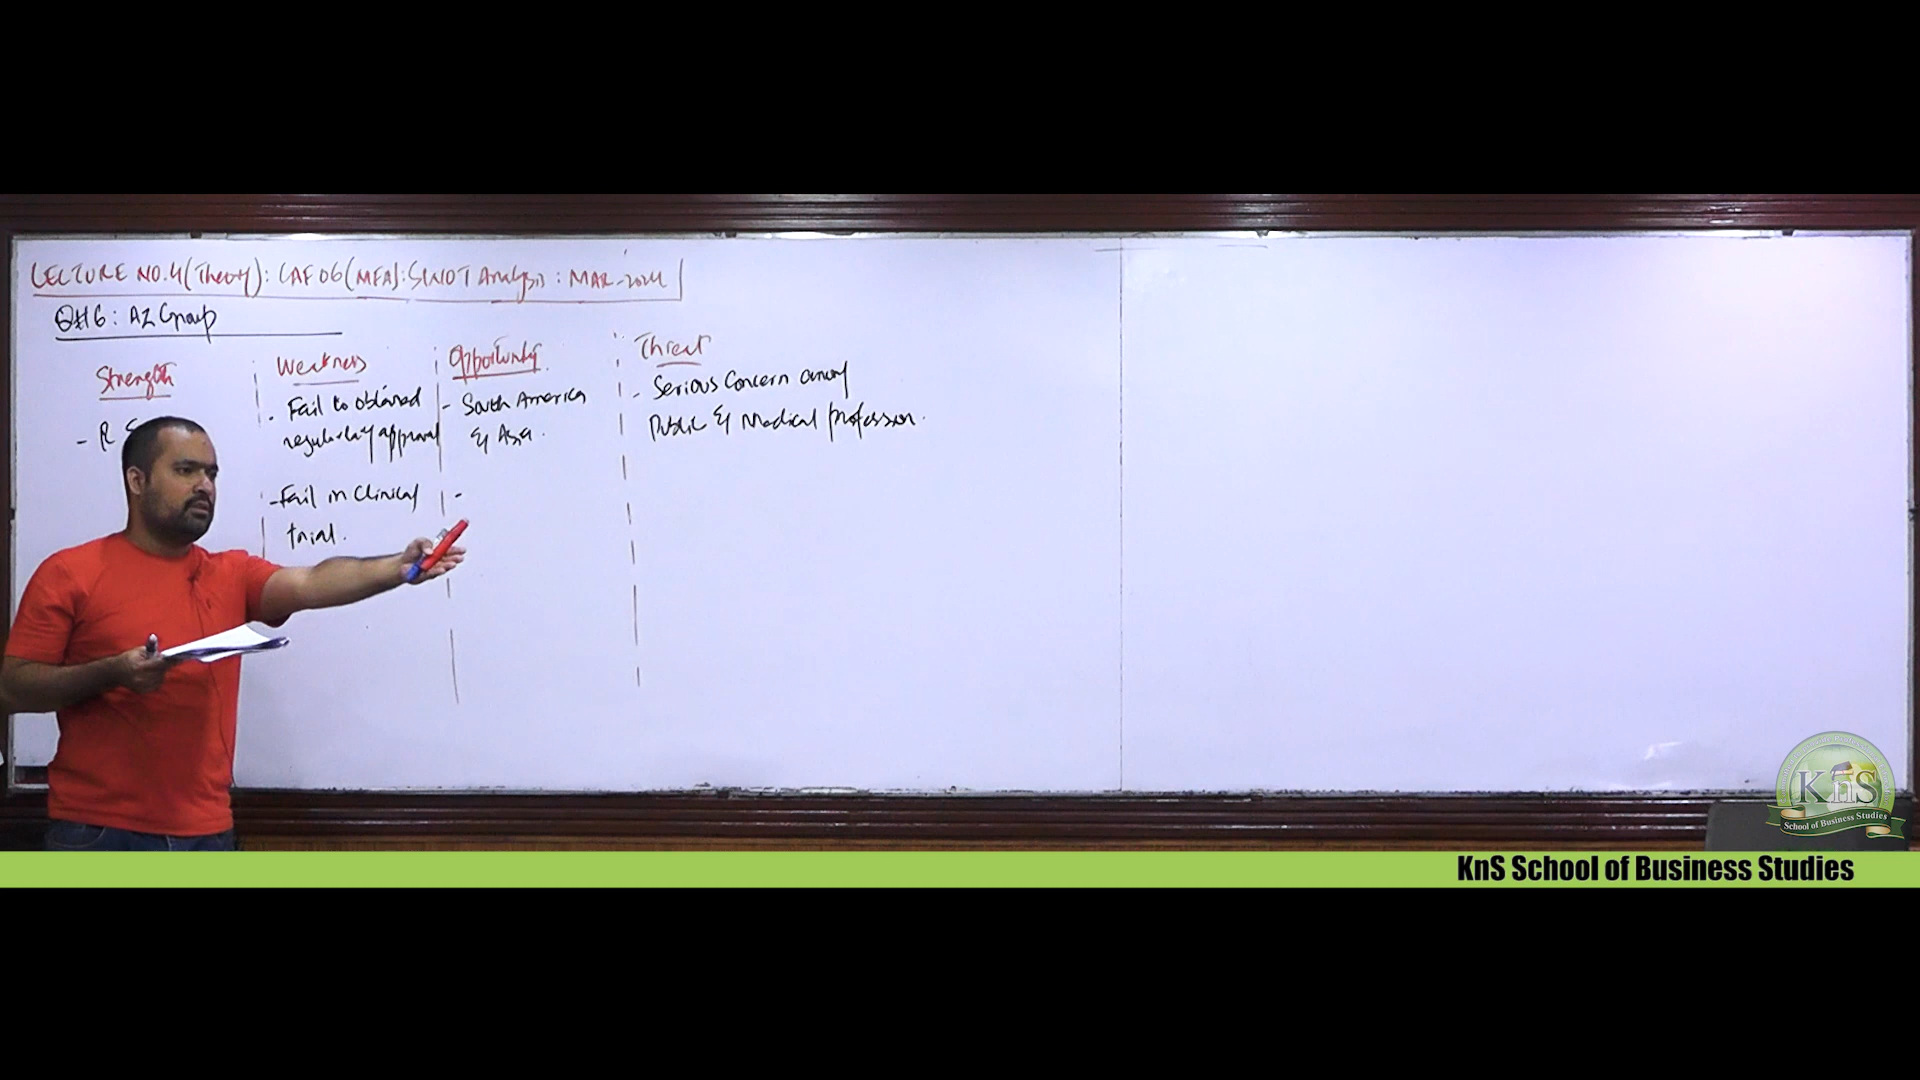 LECTURE NO.4 (Theory): CAF 06 (MFA): SWOT Analysis: MAR-2024
Q#6: AZ Group
Strength
- R
Weakness
- Fail to obtained
regulatory approval
- Fail in Clinical
trial.
Opportunity
- South America
& Asia.
-
Threat
- Serious Concern among
Public & Medical profession.
KnS
School of Business Studies
KnS School of Business Studies